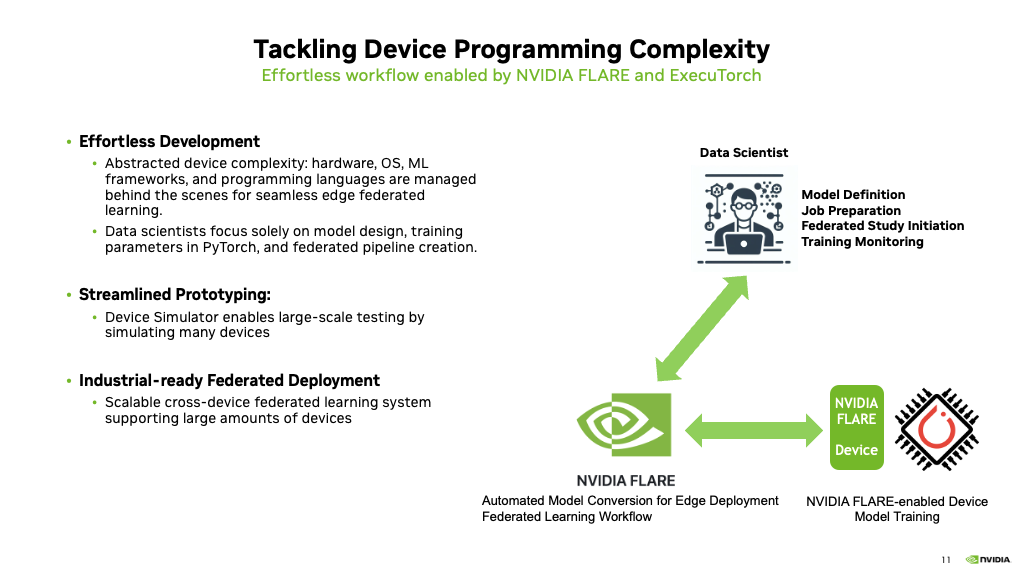 Tackling Device Programming Complexity
Effortless workflow enabled by NVIDIA FLARE and ExecuTorch
• Effortless Development
• Abstracted device complexity: hardware, OS, ML
frameworks, and programming languages are managed
behind the scenes for seamless edge federated
learning.
• Data scientists focus solely on model design, training
parameters in PyTorch, and federated pipeline creation.
• Streamlined Prototyping:
• Device Simulator enables large-scale testing by
simulating many devices
• Industrial-ready Federated Deployment
• Scalable cross-device federated learning system
supporting large amounts of devices
Data Scientist
Model Definition
Job Preparation
Federated Study Initiation
Training Monitoring
NVIDIA FLARE
Automated Model Conversion for Edge Deployment
Federated Learning Workflow
NVIDIA
FLARE
Device
NVIDIA FLARE-enabled Device
Model Training
11
NVIDIA.